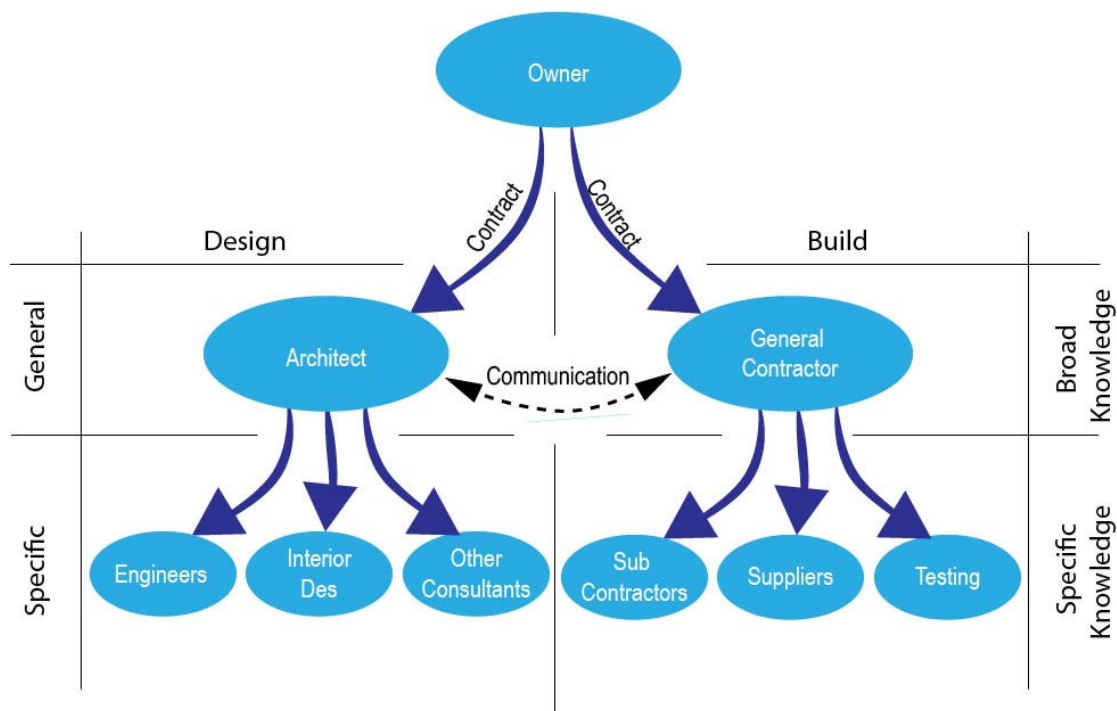 Owner
Contract
Contract
Design
Build
General
Architect
Communication
General
Contractor
Broad
Knowledge
Specific
Engineers
Interior
Des
Other
Consultants
Sub
Contractors
Suppliers
Testing
Specific
Knowledge